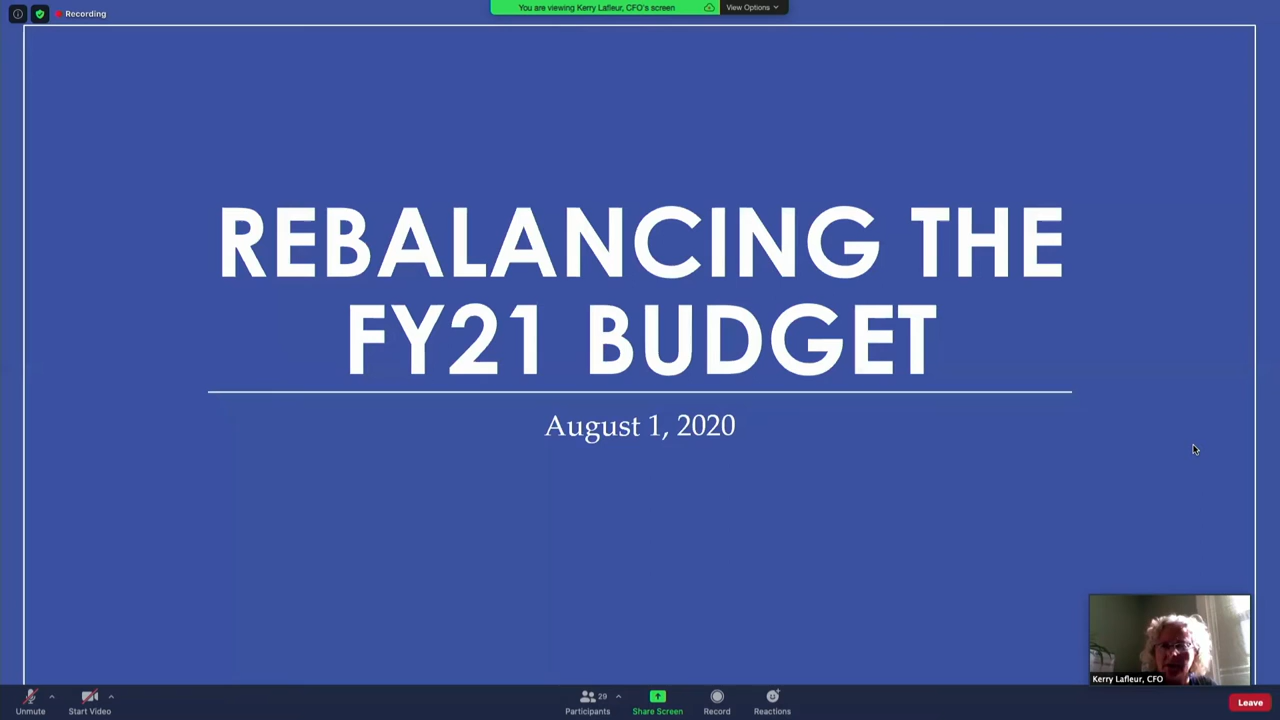 Recording
You are viewing Kerry Lafleur, CFO's screen
View Options
REBALANCING THE
FY21 BUDGET
August 1, 2020
Kerry Lafleur, CFO
Unmute
Start Video
29
Participants
Share Screen
Record
Reactions
Leave